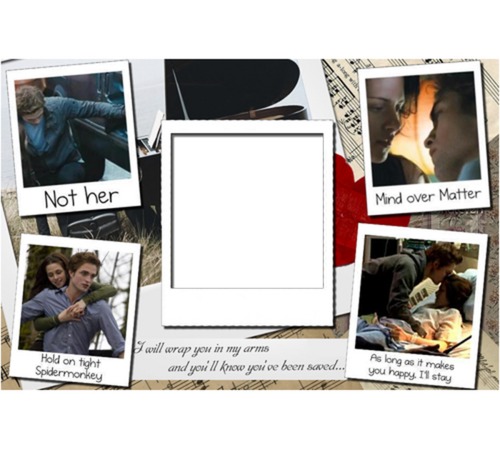 Not her
Mind over Matter
Hold on tight
Spidermonkey
I will wrap you in my arms
and you'll know you've been saved...
As long as it makes
you happy, I'll stay